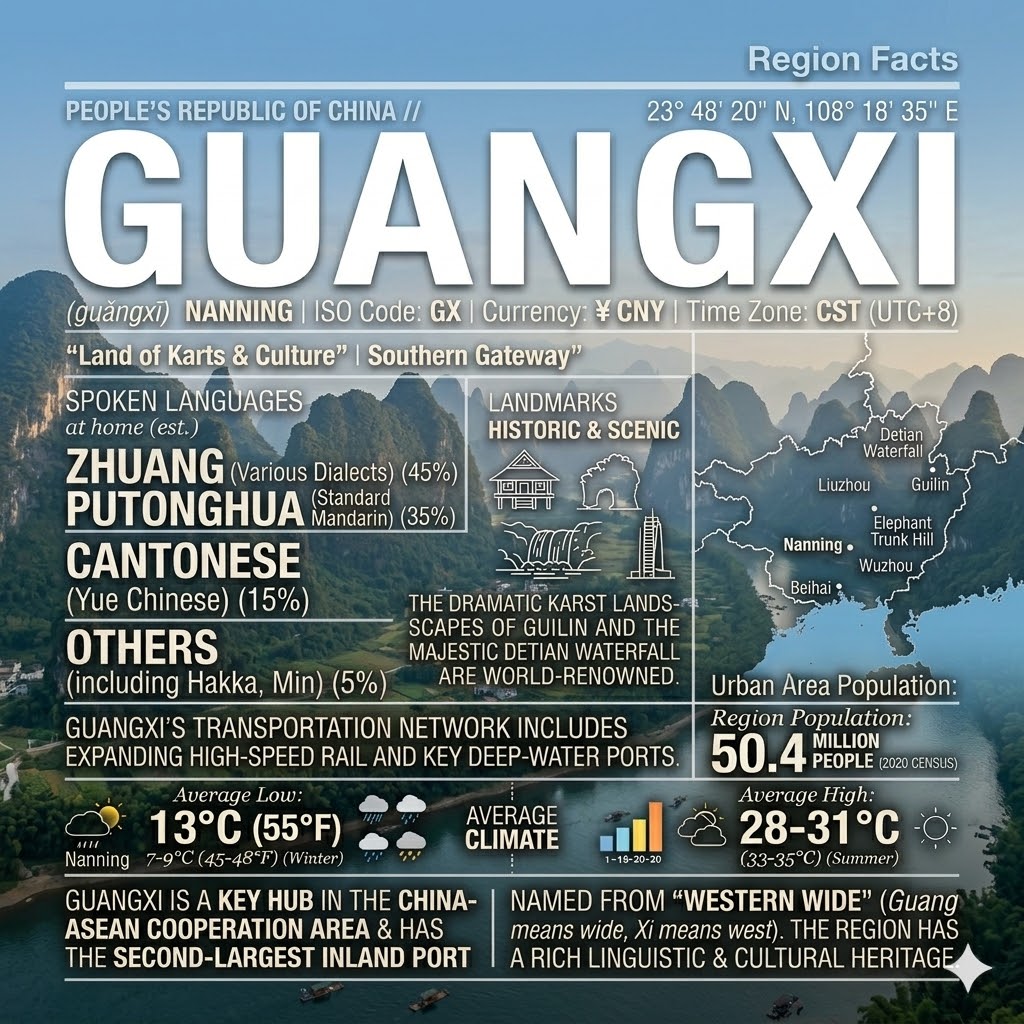 Region Facts
PEOPLE'S REPUBLIC OF CHINA //
23° 48' 20" N, 108° 18' 35" E
GUANGXI
(guǎngxī) NANNING | ISO Code: GX | Currency: ¥ CNY | Time Zone: CST (UTC+8)
“Land of Karts & Culture” | Southern Gateway”
SPOKEN LANGUAGES
at home (est.)
ZHUANG (Various Dialects) (45%)
PUTONGHUA (Standard
Mandarin) (35%)
CANTONESE
(Yue Chinese) (15%)
OTHERS
(including Hakka, Min) (5%)
LANDMARKS
HISTORIC & SCENIC
THE DRAMATIC KARST LANDS-
SCAPES OF GUILIN AND THE
MAJESTIC DETIAN WATERFALL
ARE WORLD-RENOWNED.
Detian
Waterfall
Liuzhou
Guilin
Elephant
Trunk Hill
Nanning
Wuzhou
Beihai
Urban Area Population:
Region Population:
50.4 MILLION
PEOPLE (2020 CENSUS)
GUANGXI'S TRANSPORTATION NETWORK INCLUDES
EXPANDING HIGH-SPEED RAIL AND KEY DEEP-WATER PORTS.
Nanning
Average Low:
13°C (55°F)
7-9°C (45-48°F) (Winter)
AVERAGE
CLIMATE
1-19-20-20
Average High:
28-31°C
(33-35°C) (Summer)
GUANGXI IS A KEY HUB IN THE CHINA-
ASEAN COOPERATION AREA & HAS
THE SECOND-LARGEST INLAND PORT
NAMED FROM “WESTERN WIDE” (Guang
means wide, Xi means west). THE REGION HAS
A RICH LINGUISTIC & CULTURAL HERITAGE.